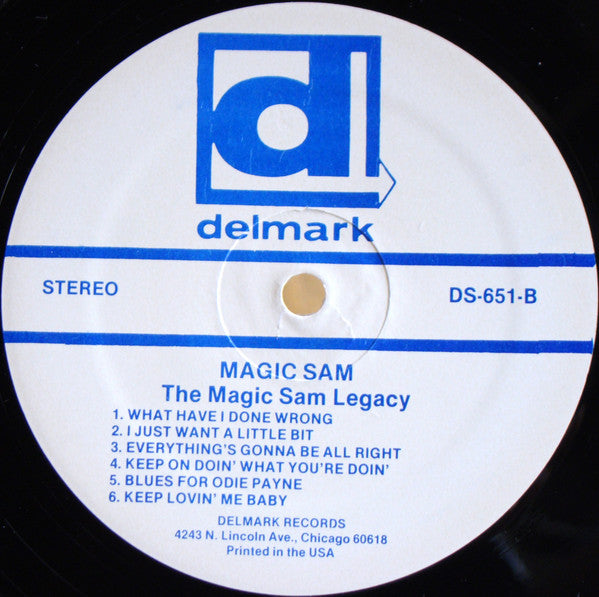 delmark
STEREO
DS-651-B
MAGIC SAM
The Magic Sam Legacy
1. WHAT HAVE I DONE WRONG
2. I JUST WANT A LITTLE BIT
3. EVERYTHING'S GONNA BE ALL RIGHT
4. KEEP ON DOIN' WHAT YOU'RE DOIN'
5. BLUES FOR ODIE PAYNE
6. KEEP LOVIN' ME BABY
DELMARK RECORDS
4243 N. Lincoln Ave., Chicago 60618
Printed in the USA